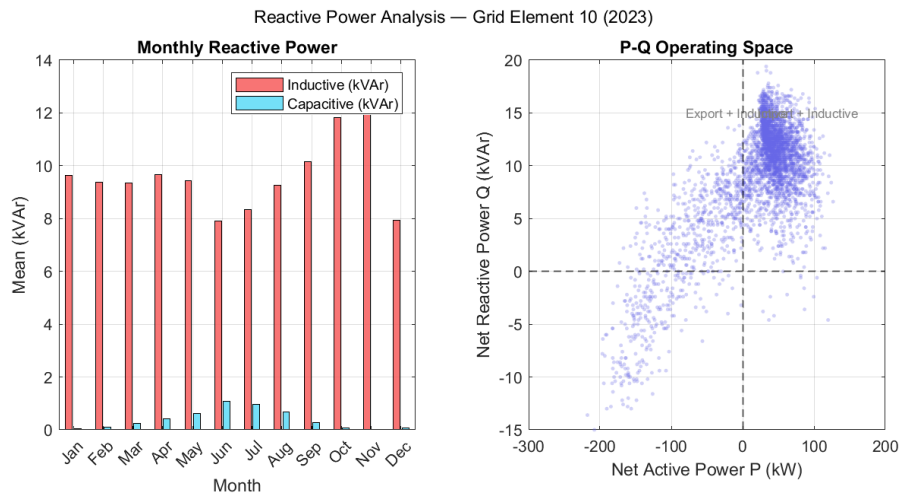 Reactive Power Analysis — Grid Element 10 (2023)
Monthly Reactive Power
14
12
10
8
6
4
2
0
Mean (kVAr)
Inductive (kVAr)
Capacitive (kVAr)
Jan Feb Mar Apr May Jun Jul Aug Sep Oct Nov Dec
Month
P-Q Operating Space
20
15
10
5
0
-5
-10
-15
Net Reactive Power Q (kVAr)
Export + + Inductive
-300 -200 -100 0 100 200
Net Active Power P (kW)